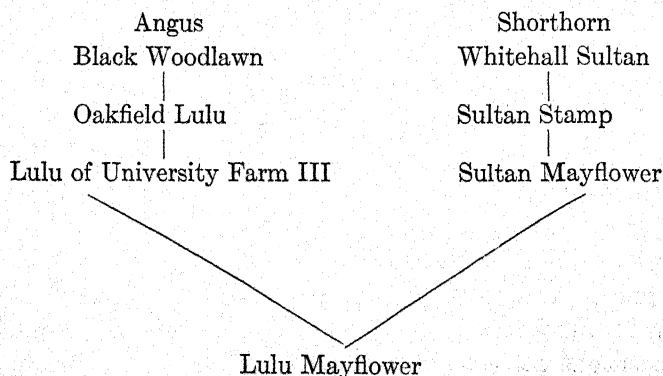 Angus
Black Woodlawn
Oakfield Lulu
Lulu of University Farm III
Shorthorn
Whitehall Sultan
Sultan Stamp
Sultan Mayflower
Lulu Mayflower